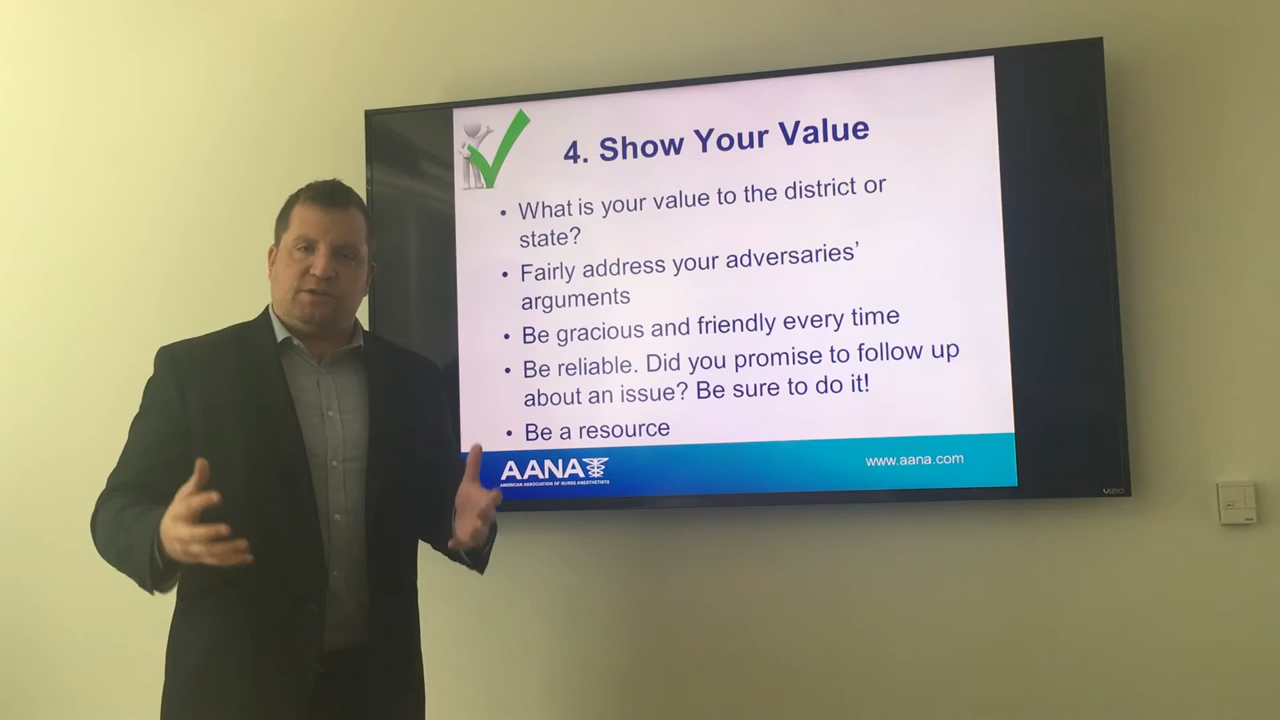 4. Show Your Value
• What is your value to the district or
state?
• Fairly address your adversaries’
arguments
• Be gracious and friendly every time
• Be reliable. Did you promise to follow up
about an issue? Be sure to do it!
• Be a resource
AANA
AMERICAN ASSOCIATION OF NURSE ANESTHETISTS
www.aana.com
VIZIO